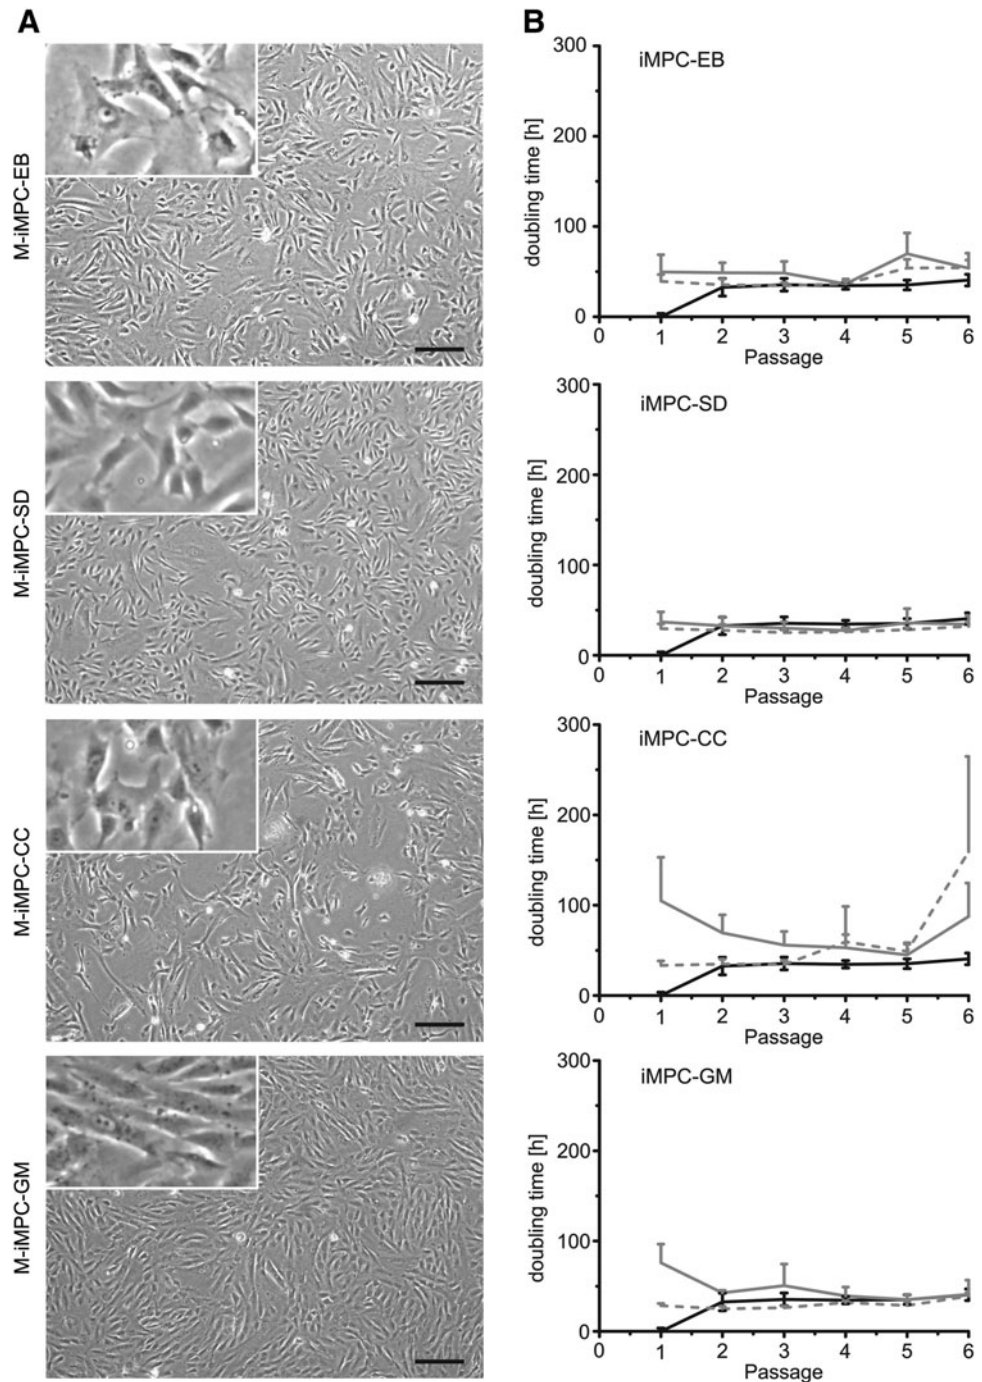 A
B
M-iMPC-EB
iMPC-EB
doubling time [h]
300
200
100
0
0 1 2 3 4 5 6
Passage
M-iMPC-SD
iMPC-SD
doubling time [h]
300
200
100
0
0 1 2 3 4 5 6
Passage
M-iMPC-CC
iMPC-CC
doubling time [h]
300
200
100
0
0 1 2 3 4 5 6
Passage
M-iMPC-GM
iMPC-GM
doubling time [h]
300
200
100
0
0 1 2 3 4 5 6
Passage